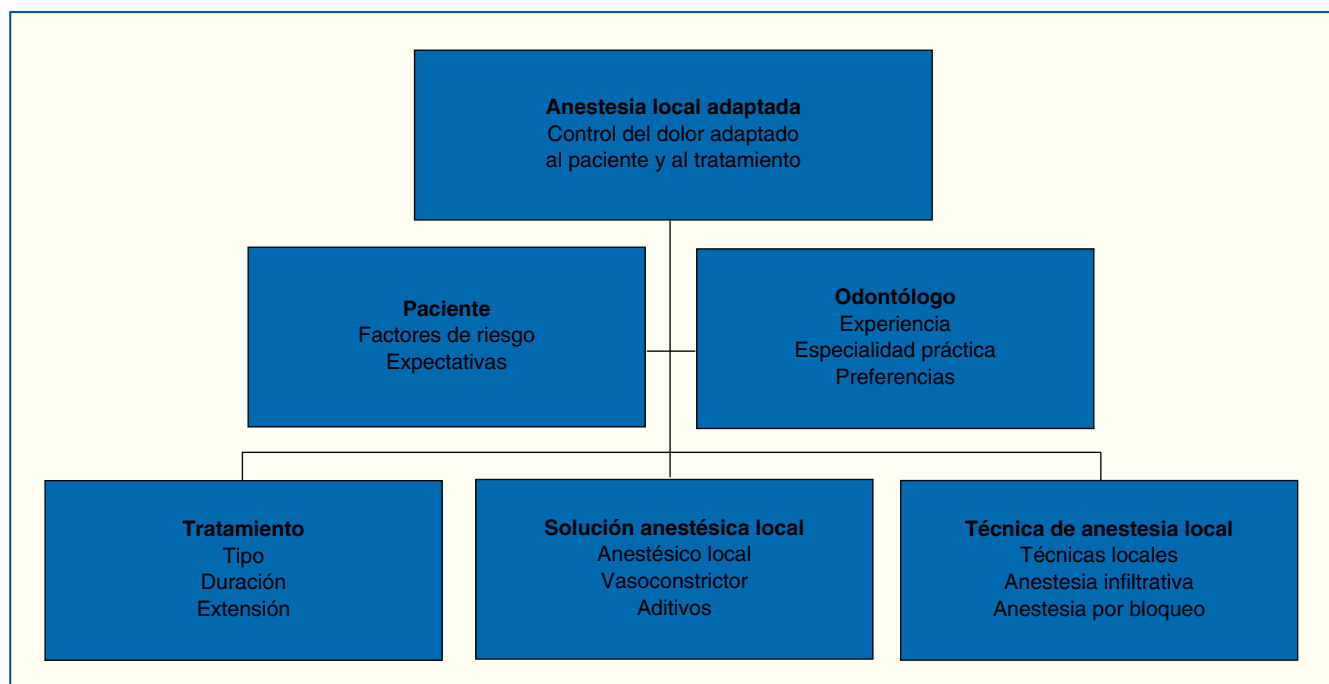 Anestesia local adaptada
Control del dolor adaptado
al paciente y al tratamiento
Paciente
Factores de riesgo
Expectativas
Odontólogo
Experiencia
Especialidad práctica
Preferencias
Tratamiento
Tipo
Duración
Extensión
Solución anestésica local
Anestésico local
Vasoconstrictor
Aditivos
Técnica de anestesia local
Técnicas locales
Anestesia infiltrativa
Anestesia por bloqueo